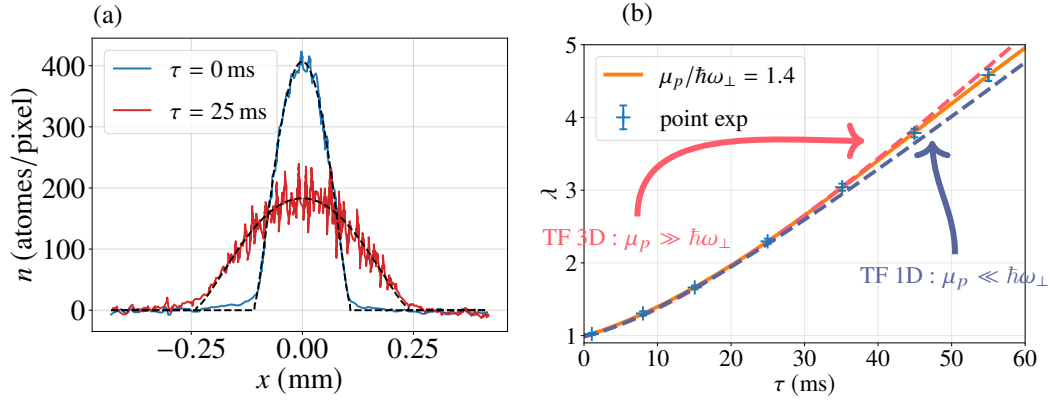 (a)
n (atomes/pixel)
400
300
200
100
0
τ = 0 ms
τ = 25 ms
−0.25
0.00
0.25
x (mm)
(b)
λ
5
4
3
2
1
μₚ/ℏω⊥ = 1.4
point exp
TF 3D : μₚ ≫ ℏω⊥
TF 1D : μₚ ≪ ℏω⊥
0
10
20
30
40
50
60
τ (ms)